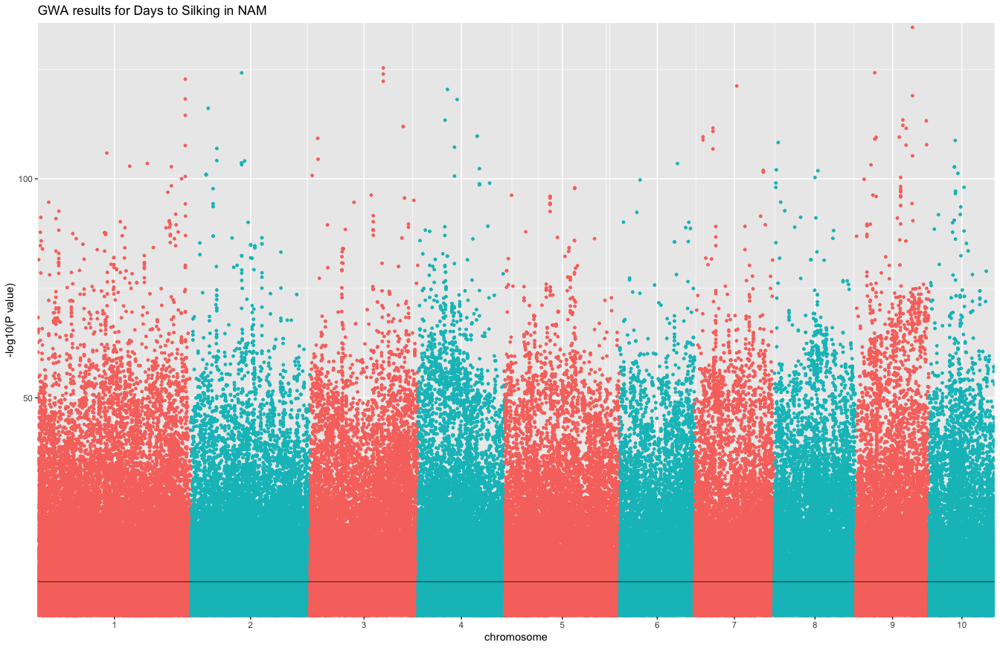 GWA results for Days to Silking in NAM
-log10(P value)
100
50
1 2 3 4 5 6 7 8 9 10
chromosome